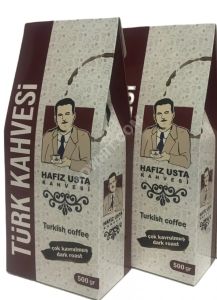 TÜRK KAHVESİ
HAFIZ USTA
KAHVESİ
Turkish coffee
çok kavrulmuş
dark roast
500 gr
HAFIZ USTA
KAHVESİ
Turkish coffee
çok kavrulmuş
dark roast
500 gr